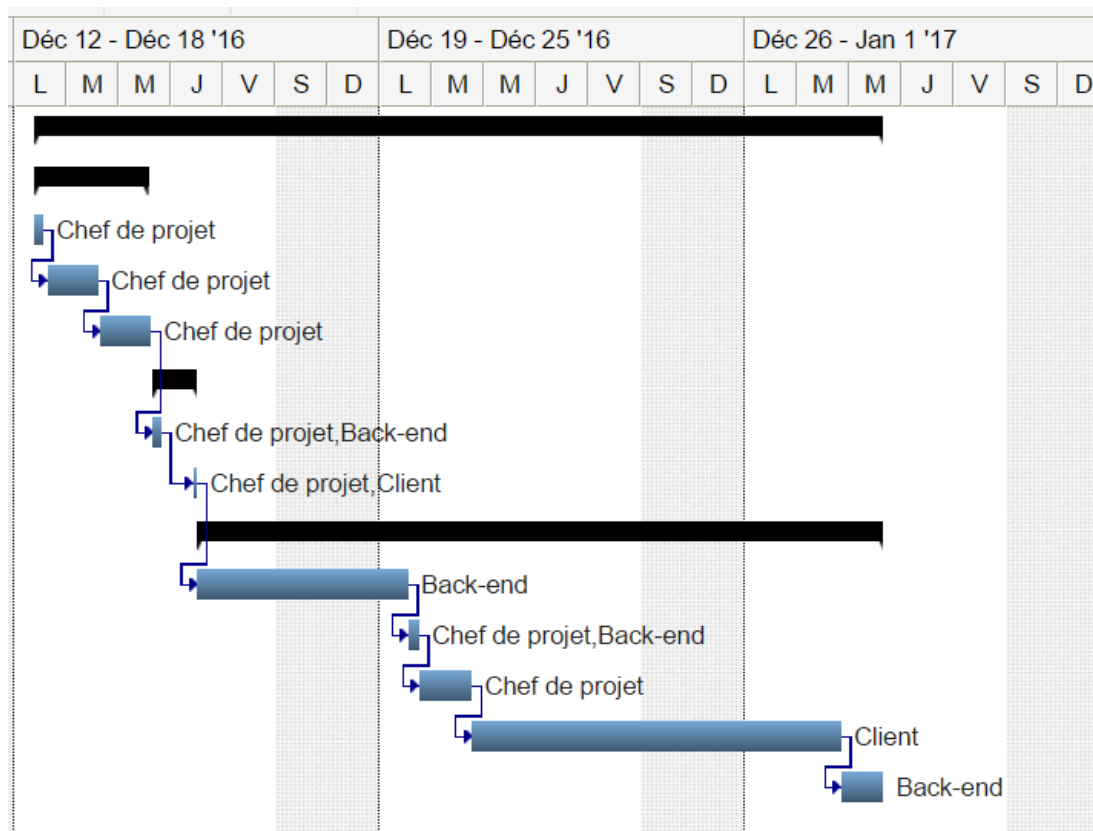 Déc 12 - Déc 18 '16 Déc 19 - Déc 25 '16 Déc 26 - Jan 1 '17
L M M J V S D L M M J V S D L M M J V S D
Chef de projet
Chef de projet
Chef de projet
Chef de projet,Back-end
Chef de projet,Client
Back-end
Chef de projet,Back-end
Chef de projet
Client
Back-end